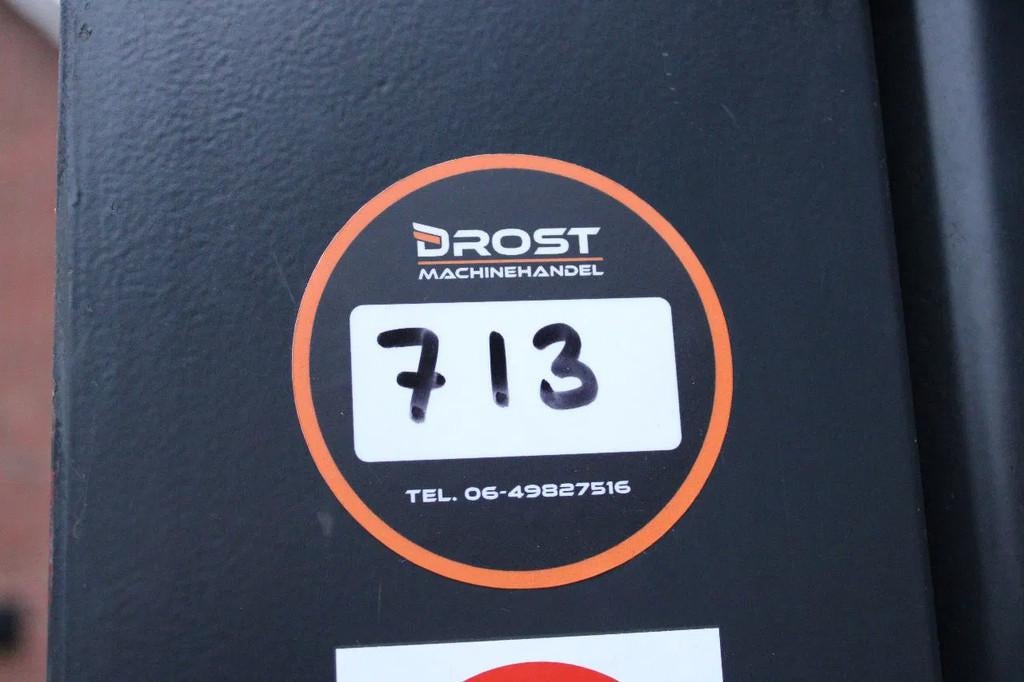 DROST
MACHINEHANDEL
713
TEL. 06-49827516